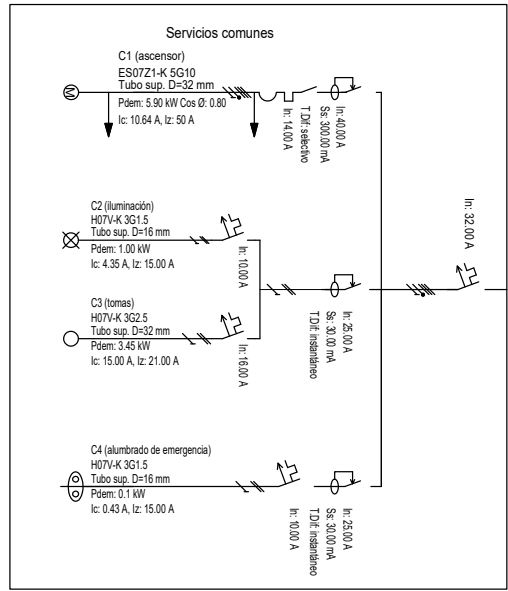 Servicios comunes
C1 (ascensor)
ES07Z1-K 5G10
Tubo sup. D=32 mm
M
Pdem: 5.90 kW Cos Ø: 0.80
Ic: 10.64 A, Iz: 50 A
In: 14.00 A
T.Dif: selectivo
Ss: 300.00 mA
In: 40.00 A
C2 (iluminación)
H07V-K 3G1.5
Tubo sup. D=16 mm
Pdem: 1.00 kW
Ic: 4.35 A, Iz: 15.00 A
In: 10.00 A
In: 32.00 A
C3 (tomas)
H07V-K 3G2.5
Tubo sup. D=32 mm
Pdem: 3.45 kW
Ic: 15.00 A, Iz: 21.00 A
In: 16.00 A
T.Dif: instantáneo
Ss: 30.00 mA
In: 25.00 A
C4 (alumbrado de emergencia)
H07V-K 3G1.5
Tubo sup. D=16 mm
Pdem: 0.1 kW
Ic: 0.43 A, Iz: 15.00 A
In: 10.00 A
T.Dif: instantáneo
Ss: 30.00 mA
In: 25.00 A